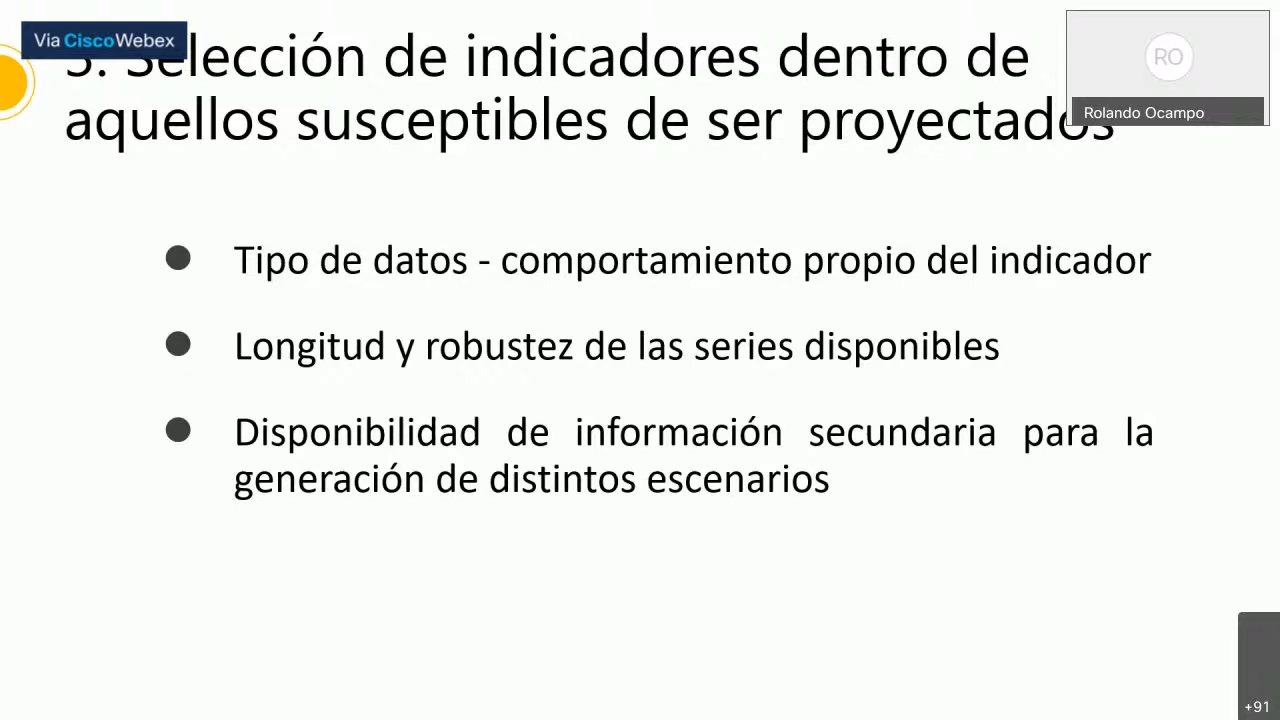 Vía CiscoWebex
Selección de indicadores dentro de
aquellos susceptibles de ser proyectados
RO
Rolando Ocampo
● Tipo de datos - comportamiento propio del indicador
● Longitud y robustez de las series disponibles
● Disponibilidad de información secundaria para la
generación de distintos escenarios
+91